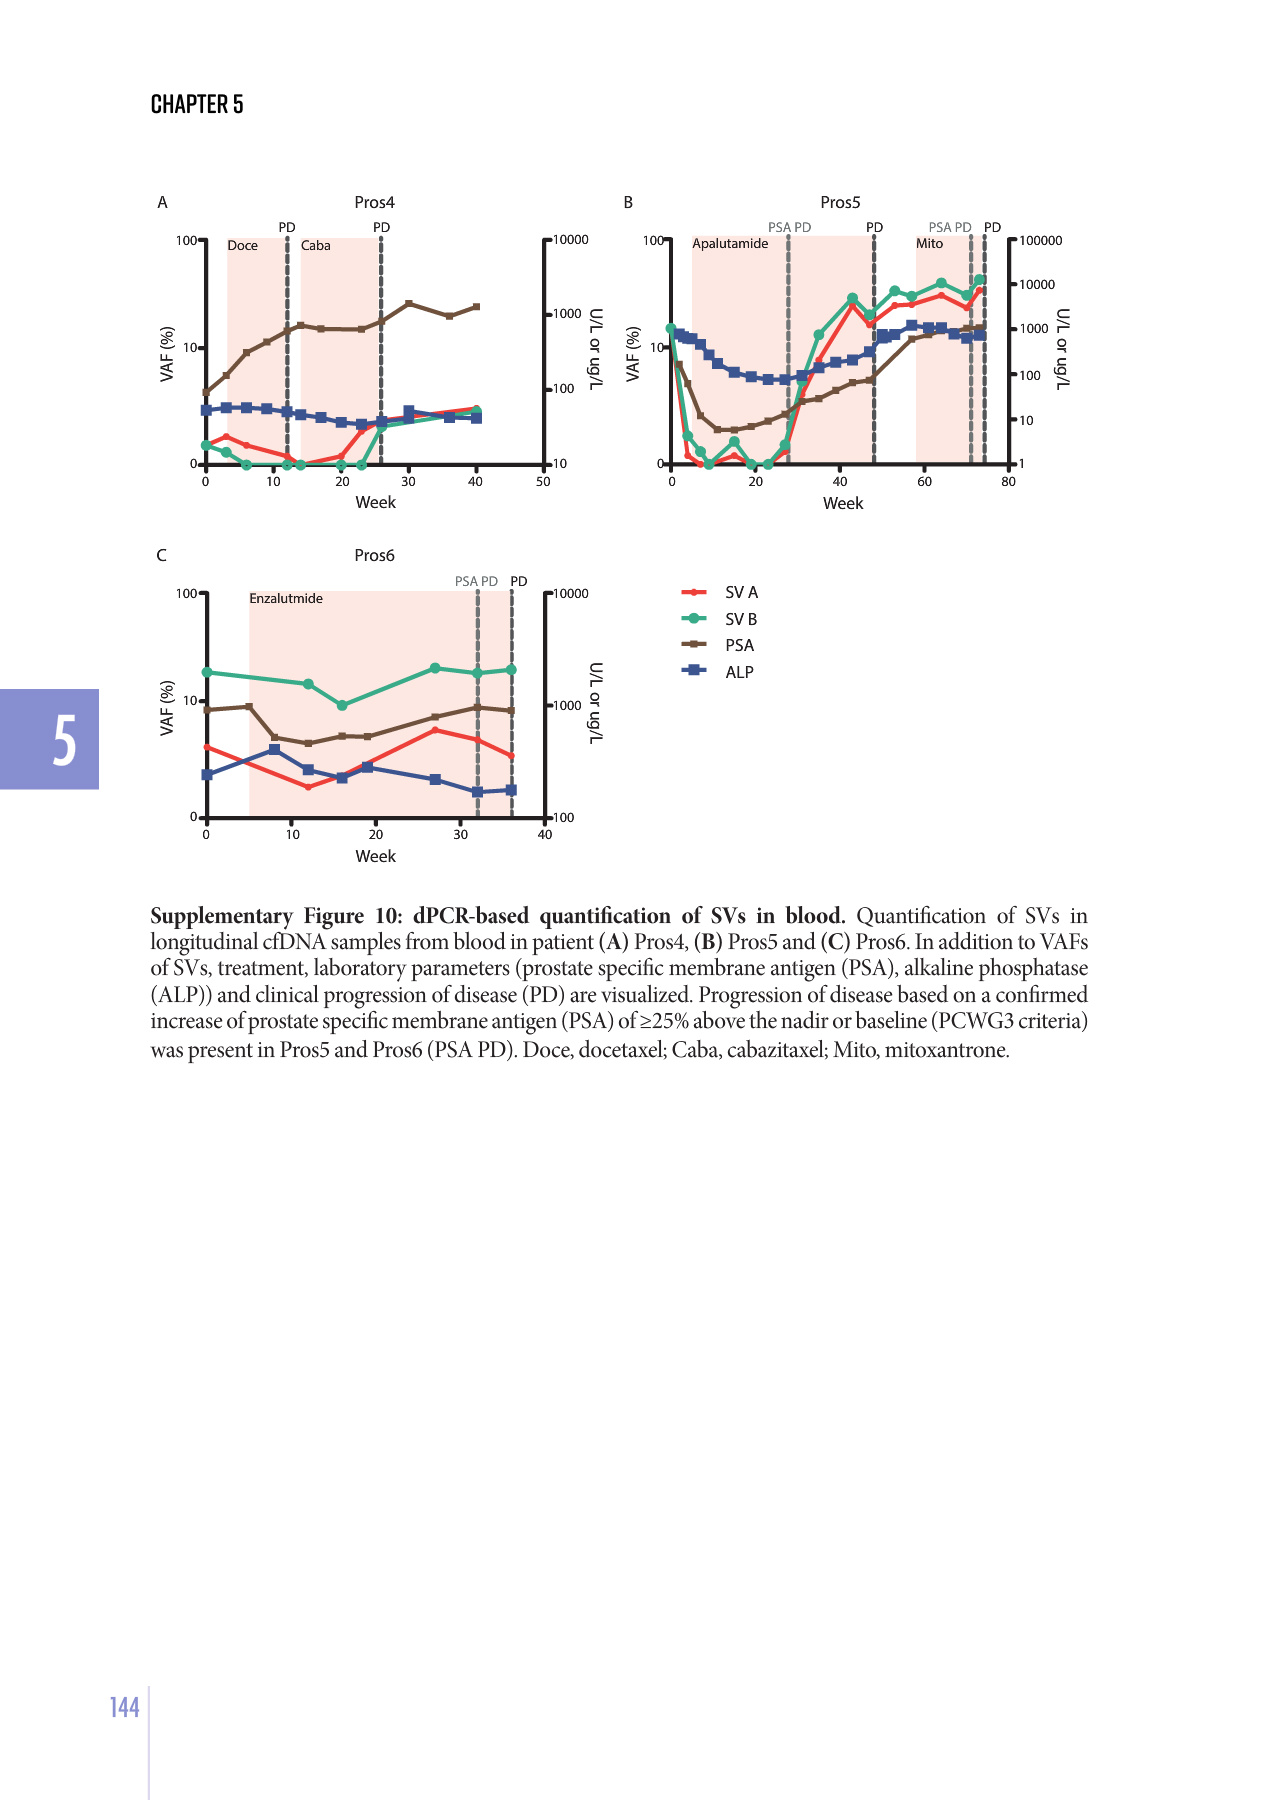 CHAPTER 5
A
Pros4
PD
PD
100
10
0
Doce
Caba
10000
1000
100
10
VAF (%)
U/L or ug/L
0
10
20
30
40
50
Week
B
Pros5
PSA PD
PD
PSA PD
PD
100
10
0
Apalutamide
Mito
100000
10000
1000
100
10
1
VAF (%)
U/L or ug/L
0
20
40
60
80
Week
C
Pros6
PSA PD
PD
100
10
0
Enzalutmide
10000
1000
100
VAF (%)
U/L or ug/L
0
10
20
30
40
Week
SV A
SV B
PSA
ALP
5
Supplementary Figure 10: dPCR-based quantification of SVs in blood. Quantification of SVs in
longitudinal cfDNA samples from blood in patient (A) Pros4, (B) Pros5 and (C) Pros6. In addition to VAFs
of SVs, treatment, laboratory parameters (prostate specific membrane antigen (PSA), alkaline phosphatase
(ALP)) and clinical progression of disease (PD) are visualized. Progression of disease based on a confirmed
increase of prostate specific membrane antigen (PSA) of ≥25% above the nadir or baseline (PCWG3 criteria)
was present in Pros5 and Pros6 (PSA PD). Doce, docetaxel; Caba, cabazitaxel; Mito, mitoxantrone.
144